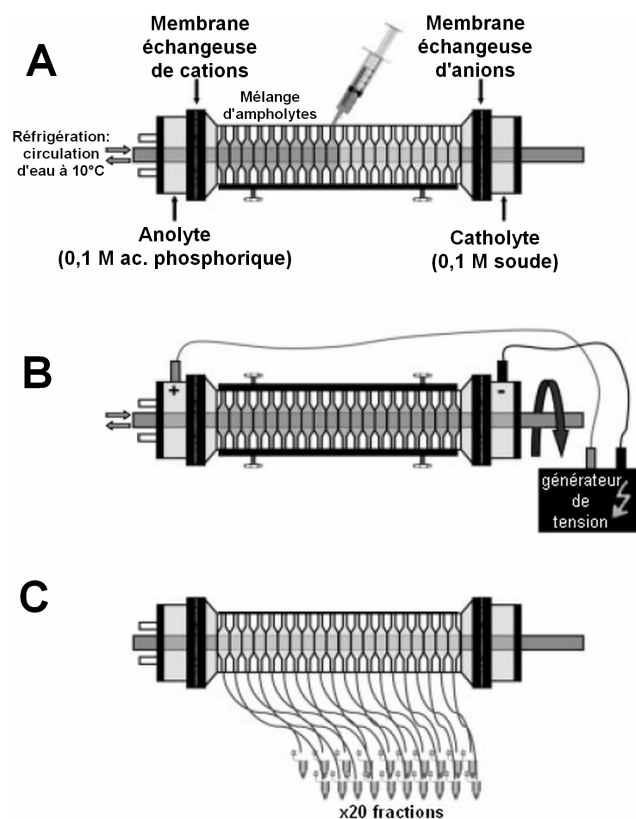 A
Membrane
échangeuse
de cations
Membrane
échangeuse
d'anions
Mélange
d'ampholytes
Réfrigération:
circulation
d'eau à 10°C
Anolyte
(0,1 M ac. phosphorique)
Catholyte
(0,1 M soude)
B
+
-
générateur
de
tension
C
x20 fractions